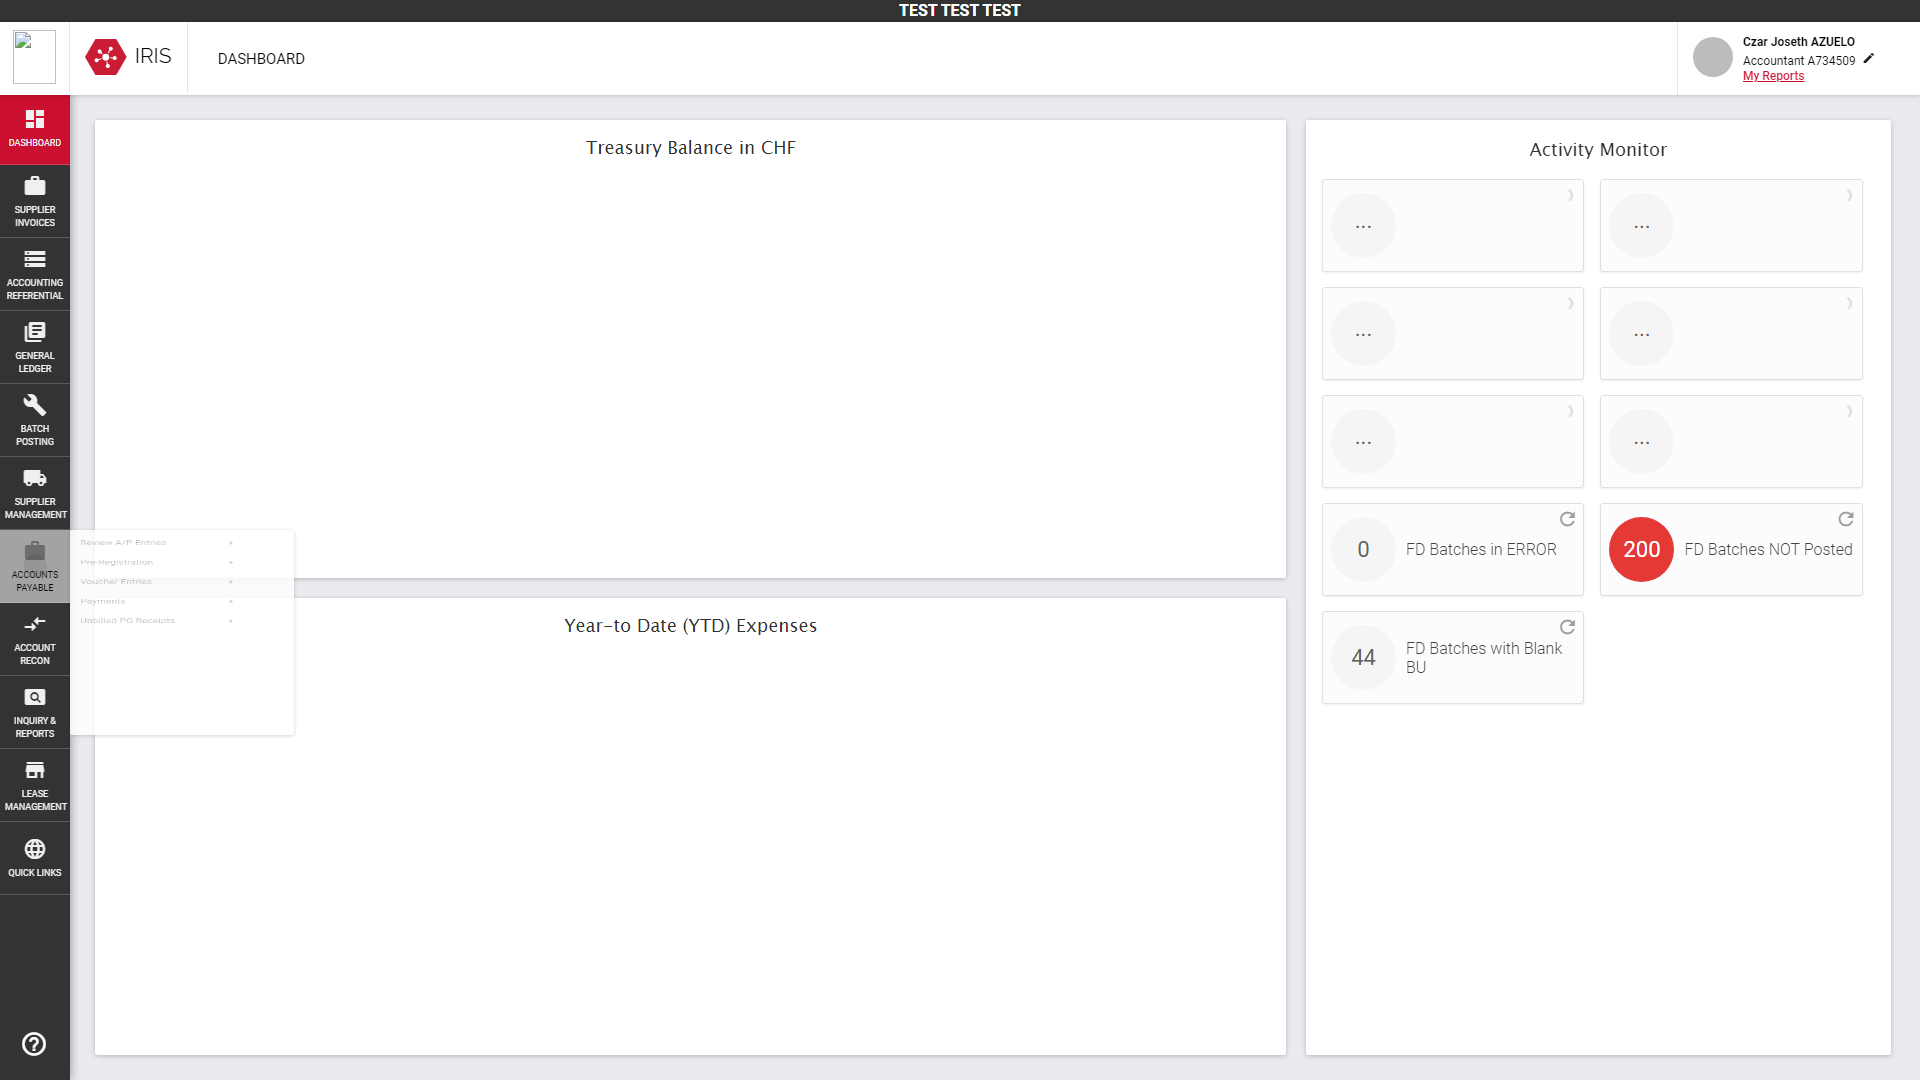 TEST TEST TEST
IRIS
DASHBOARD
Czar Joseth AZUELO
Accountant A734509
My Reports
DASHBOARD
SUPPLIER
INVOICES
ACCOUNTING
REFERENTIAL
GENERAL
LEDGER
BATCH
POSTING
SUPPLIER
MANAGEMENT
ACCOUNTS
PAYABLE
ACCOUNT
RECON
INQUIRY &
REPORTS
LEASE
MANAGEMENT
QUICK LINKS
Review A/P Entries
Pre-Registration
Voucher Entries
Payments
Unbilled PO Receipts
Treasury Balance in CHF
Year-to Date (YTD) Expenses
Activity Monitor
... ...
... ...
... ...
0 FD Batches in ERROR
200 FD Batches NOT Posted
44 FD Batches with Blank
BU